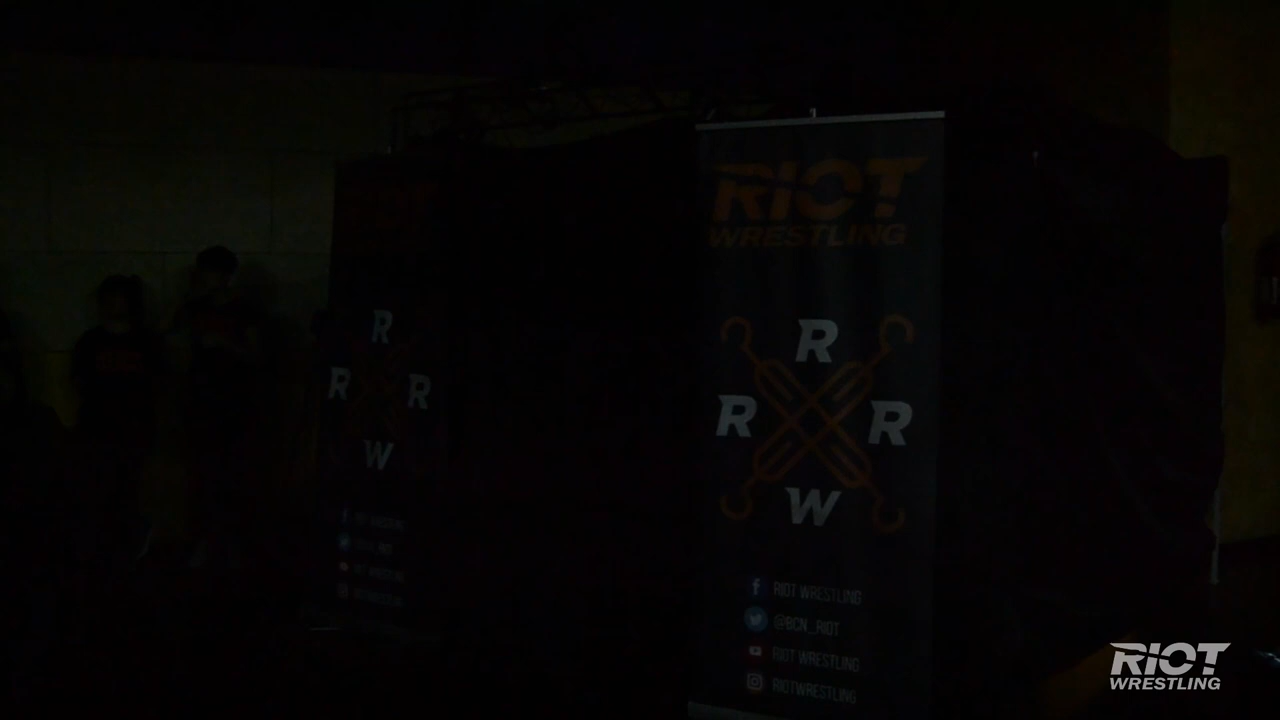 RIOT
WRESTLING
R
R R
W
R
R R
W
RIOT WRESTLING
@BCN_RIOT
RIOT WRESTLING
RIOTWRESTLING
RIOT
WRESTLING